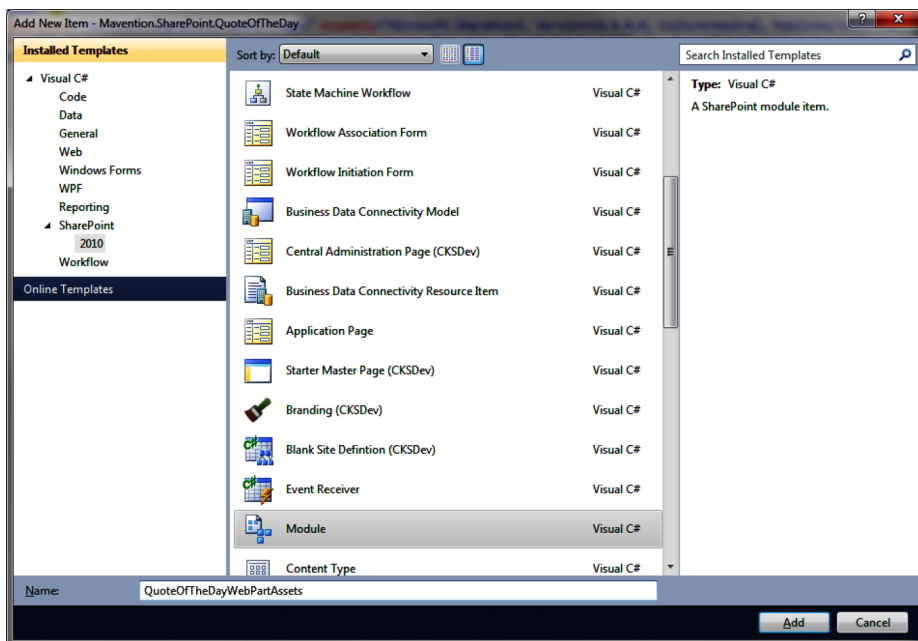 Add New Item - Mavention.SharePoint.QuoteOfTheDay
Installed Templates
Visual C#
Code
Data
General
Web
Windows Forms
WPF
Reporting
SharePoint
2010
Workflow
Online Templates
Sort by: Default
State Machine Workflow Visual C#
Workflow Association Form Visual C#
Workflow Initiation Form Visual C#
Business Data Connectivity Model Visual C#
Central Administration Page (CKSDev) Visual C#
Business Data Connectivity Resource Item Visual C#
Application Page Visual C#
Starter Master Page (CKSDev) Visual C#
Branding (CKSDev) Visual C#
Blank Site Defintion (CKSDev) Visual C#
Event Receiver Visual C#
Module Visual C#
Content Type Visual C#
Search Installed Templates
Type: Visual C#
A SharePoint module item.
Name: QuoteOfTheDayWebPartAssets
Add Cancel